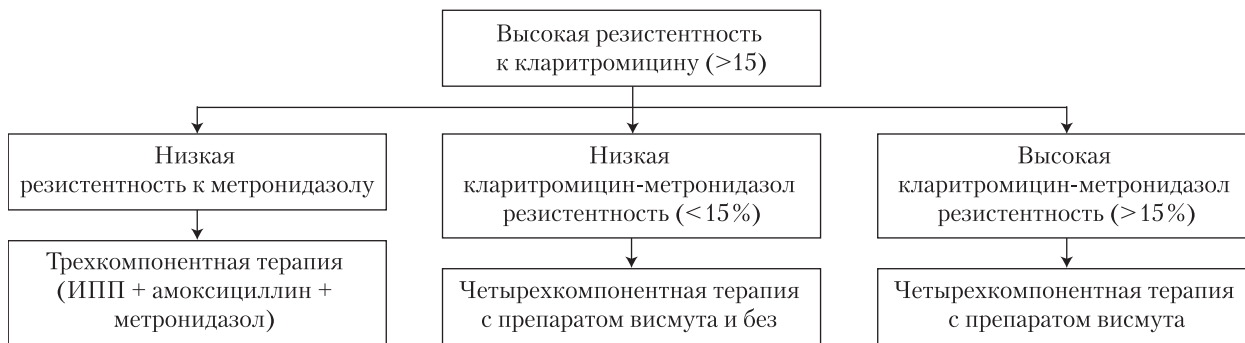 Высокая резистентность
к кларитромицину (>15)
Низкая
резистентность к метронидазолу
Низкая
кларитромицин-метронидазол
резистентность (<15%)
Высокая
кларитромицин-метронидазол
резистентность (>15%)
Трехкомпонентная терапия
(ИПП + амоксициллин +
метронидазол)
Четырехкомпонентная терапия
с препаратом висмута и без
Четырехкомпонентная терапия
с препаратом висмута